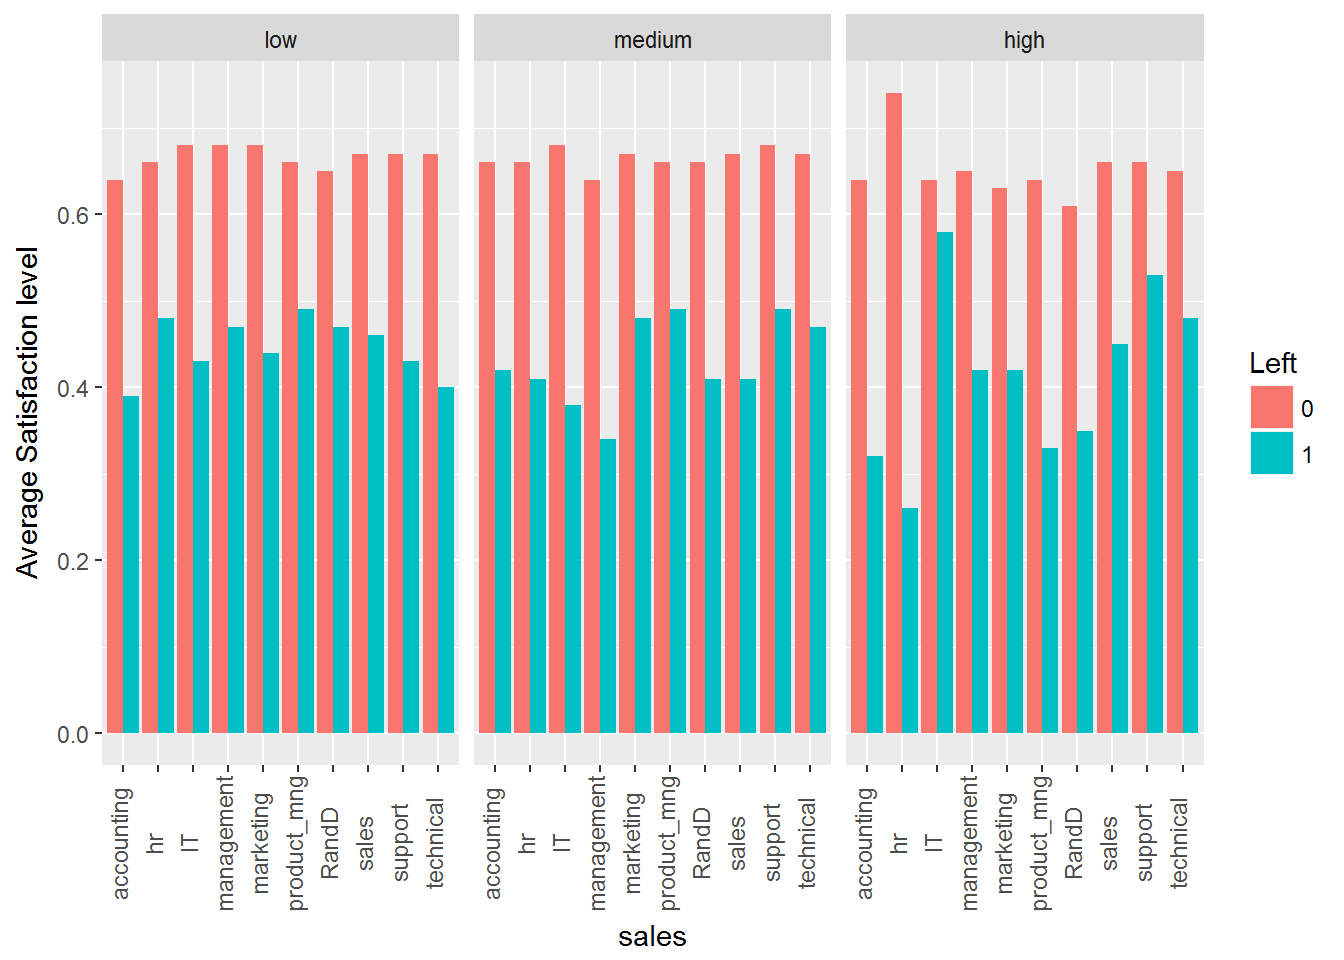 low
medium
high
Average Satisfaction level
0.6
0.4
0.2
0.0
accounting
hr
IT
management
marketing
product_mng
RandD
sales
support
technical
accounting
hr
IT
management
marketing
product_mng
RandD
sales
support
technical
accounting
hr
IT
management
marketing
product_mng
RandD
sales
support
technical
sales
Left
0
1